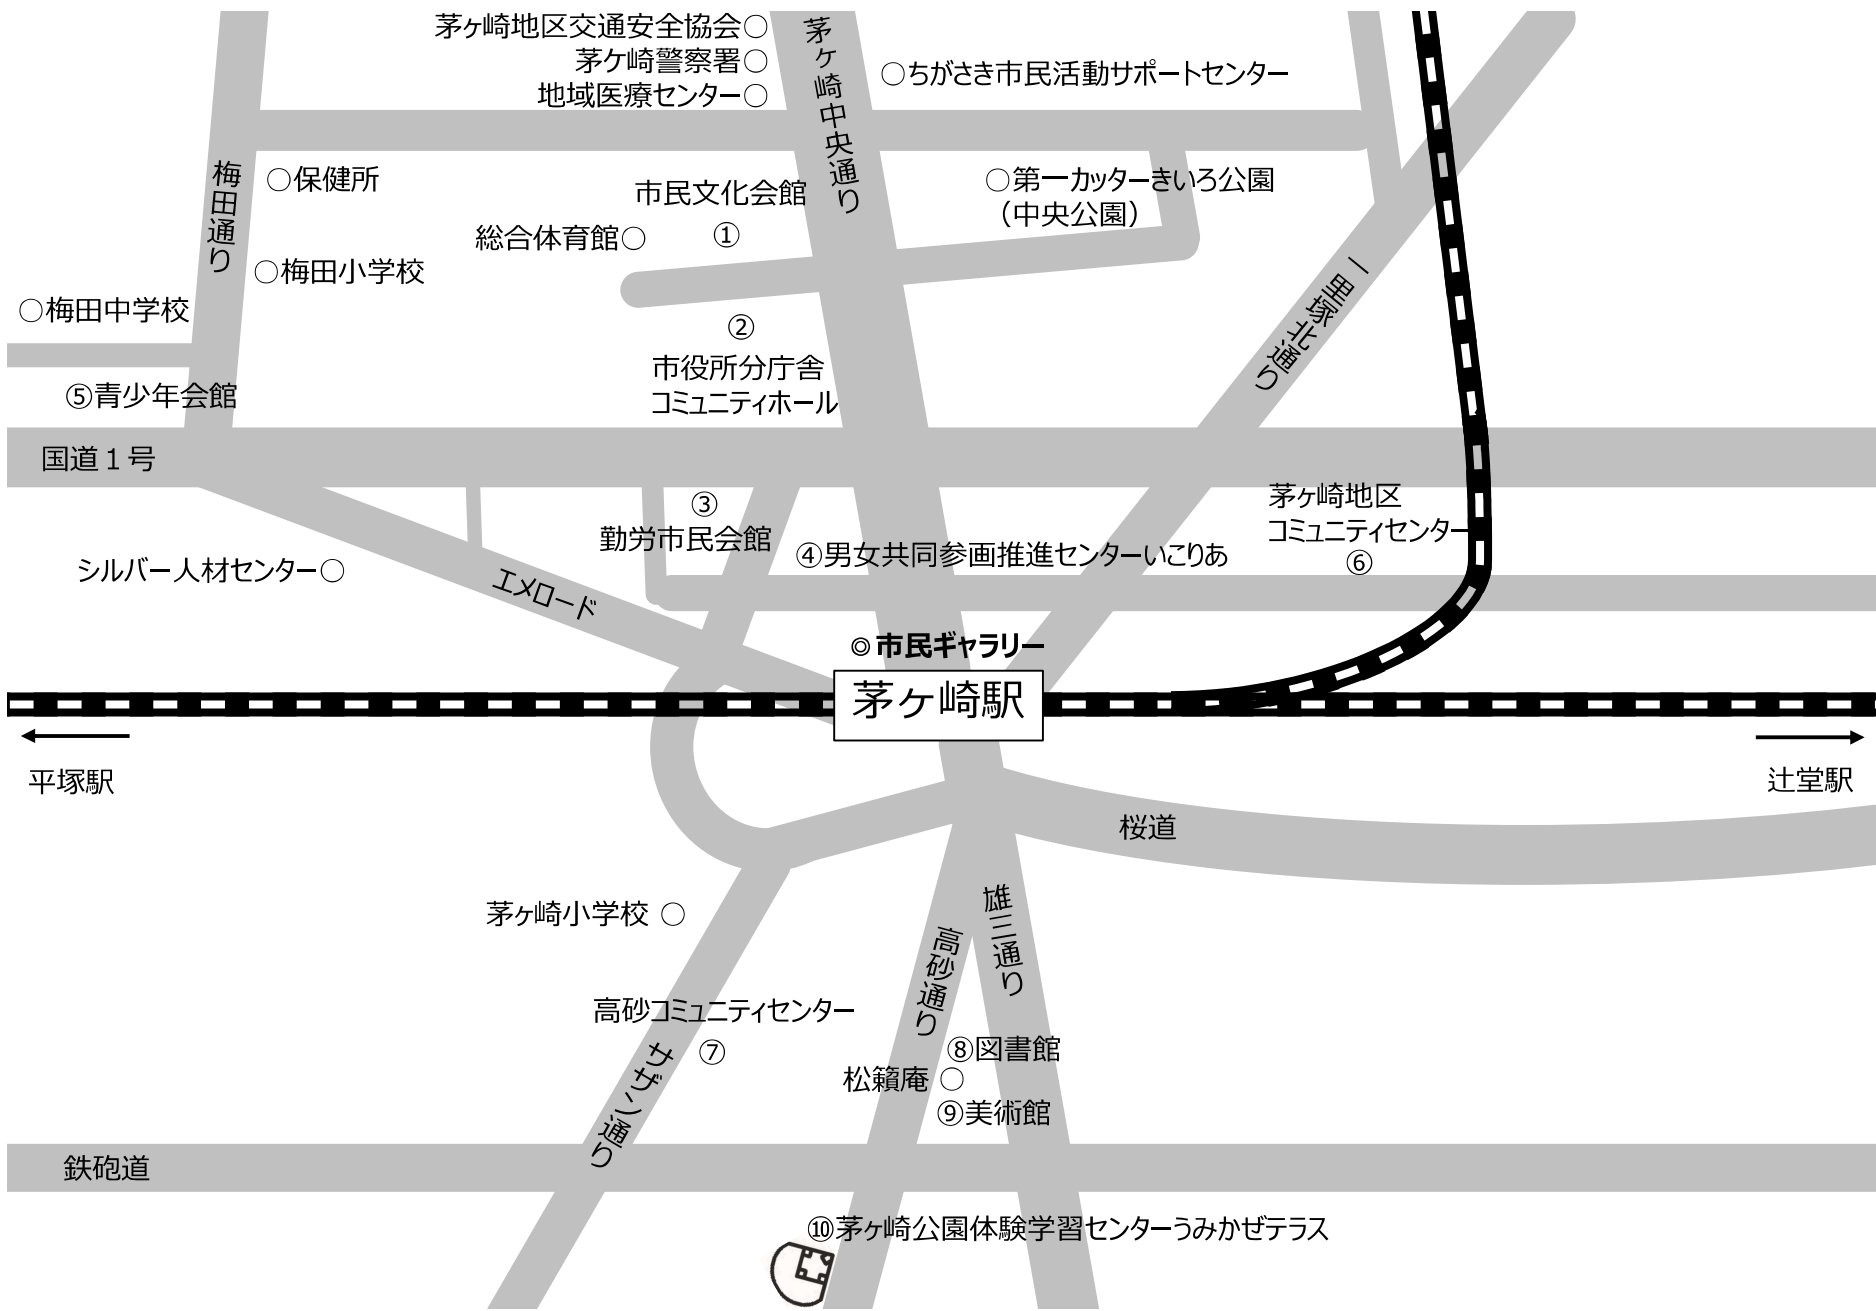 茅ヶ崎地区交通安全協会○
茅ケ崎警察署○
地域医療センター○
茅ヶ崎中央通り
○ちがさき市民活動サポートセンター
梅田通り
○保健所
市民文化会館
①
総合体育館○
○第一カッターきいろ公園
（中央公園）
○梅田小学校
○梅田中学校
一里塚北通り
②
市役所分庁舎
コミュニティホール
⑤青少年会館
国道１号
③
勤労市民会館
茅ヶ崎地区
コミュニティセンター
⑥
④男女共同参画推進センターいこりあ
シルバー人材センター○
エメロード
◎市民ギャラリー
茅ヶ崎駅
平塚駅
辻堂駅
桜道
茅ヶ崎小学校 ○
雄三通り
高砂通り
高砂コミュニティセンター
⑦
サザン通り
⑧図書館
松籟庵 ○
⑨美術館
鉄砲道
⑩茅ヶ崎公園体験学習センターうみかぜテラス